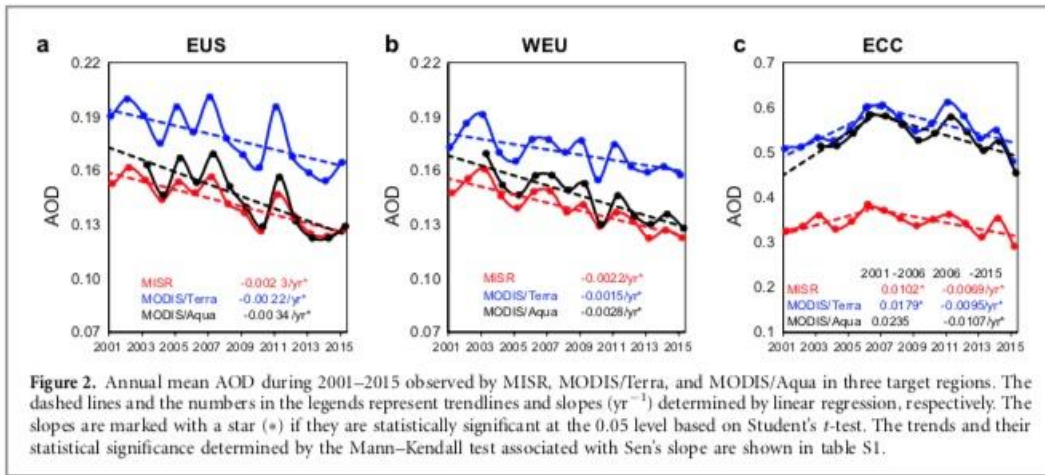 a EUS
0.22
0.19
0.16
0.13
0.10
0.07
AOD
MISR -0.002 3/yr*
MODIS/Terra -0.00 22/yr*
MODIS/Aqua -0.00 34/yr*
2001 2003 2005 2007 2009 2011 2013 2015
b WEU
0.22
0.19
0.16
0.13
0.10
0.07
AOD
MISR -0.0022/yr*
MODIS/Terra -0.0015/yr*
MODIS/Aqua -0.0028/yr*
2001 2003 2005 2007 2009 2011 2013 2015
c ECC
0.7
0.6
0.5
0.4
0.3
0.2
0.1
AOD
2001 -2006 2006 -2015
MISR 0.0102* -0.0069/yr*
MODIS/Terra 0.0179* -0.0095/yr*
MODIS/Aqua 0.0235 -0.0107/yr*
2001 2003 2005 2007 2009 2011 2013 2015
Figure 2. Annual mean AOD during 2001–2015 observed by MISR, MODIS/Terra, and MODIS/Aqua in three target regions. The
dashed lines and the numbers in the legends represent trendlines and slopes (yr⁻¹) determined by linear regression, respectively. The
slopes are marked with a star (*) if they are statistically significant at the 0.05 level based on Student's t-test. The trends and their
statistical significance determined by the Mann–Kendall test associated with Sen's slope are shown in table S1.